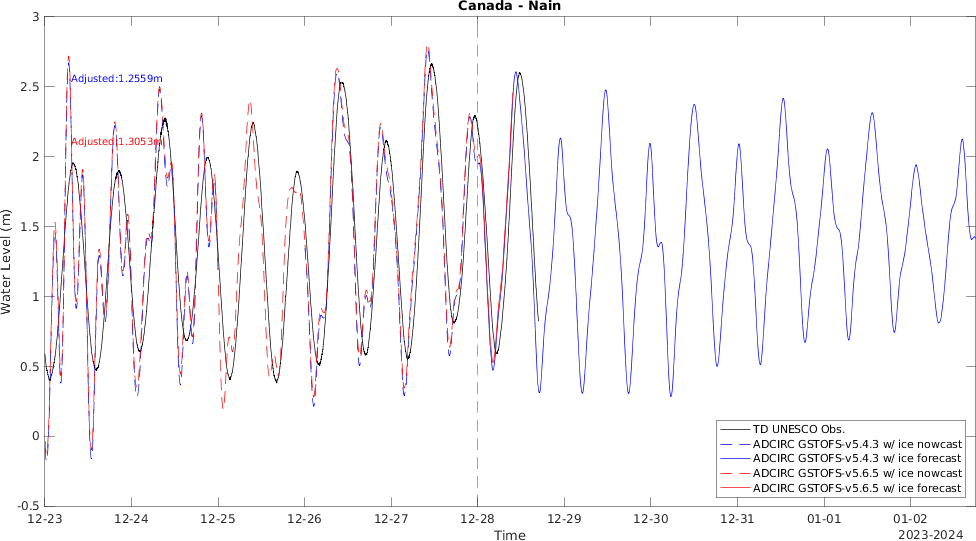 Canada - Nain
3
2.5
2
1.5
1
0.5
0
-0.5
Water Level (m)
Adjusted:1.2559m
Adjusted:1.3053m
TD UNESCO Obs.
ADCIRC GSTOFS-v5.4.3 w/ ice nowcast
ADCIRC GSTOFS-v5.4.3 w/ ice forecast
ADCIRC GSTOFS-v5.6.5 w/ ice nowcast
ADCIRC GSTOFS-v5.6.5 w/ ice forecast
12-23 12-24 12-25 12-26 12-27 12-28 12-29 12-30 12-31 01-01 01-02
Time
2023-2024